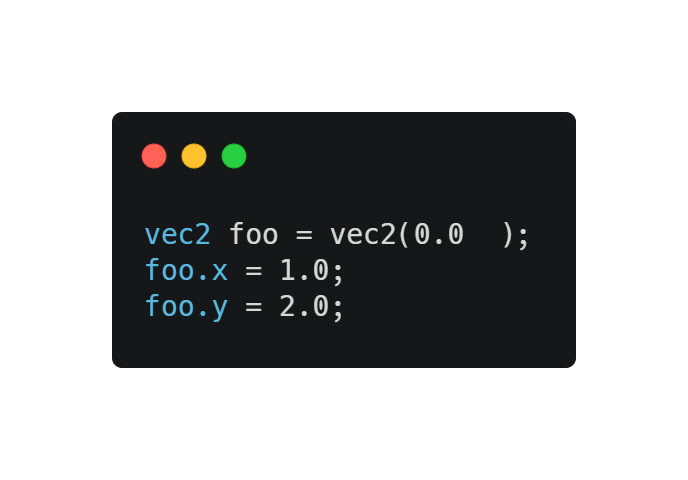 vec2 foo = vec2(0.0  );
foo.x = 1.0;
foo.y = 2.0;